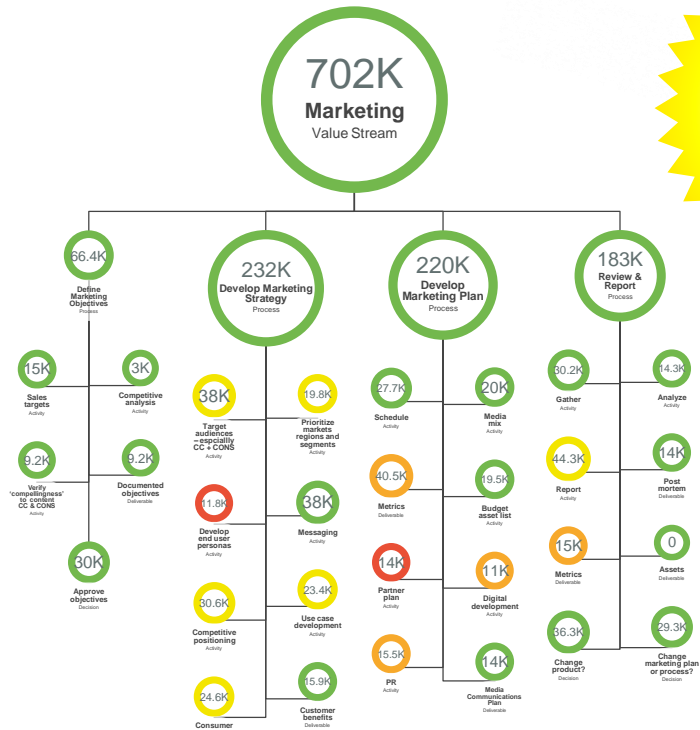 702K
Marketing
Value Stream
66.4K
Define
Marketing
Objectives
Process
15K
Sales
targets
Activity
3K
Competitive
analysis
Activity
9.2K
Verify
'compellingness'
to content
CC & CONS
Activity
9.2K
Documented
objectives
Deliverable
30K
Approve
objectives
Decision
232K
Develop Marketing
Strategy
Process
38K
Target
audiences
–espcially
CC + CONS
Activity
19.8K
Prioritize
markets
regions and
segments
Activity
11.8K
Develop
end user
personas
Activity
38K
Messaging
Activity
30.6K
Competitive
positioning
Activity
23.4K
Use case
development
Activity
24.6K
Consumer
15.9K
Customer
benefits
Deliverable
220K
Develop
Marketing Plan
Process
27.7K
Schedule
Activity
20K
Media
mix
Activity
40.5K
Metrics
Deliverable
19.5K
Budget
asset list
Activity
14K
Partner
plan
Activity
11K
Digital
development
Activity
15.5K
PR
Activity
14K
Media
Communications
Plan
Deliverable
183K
Review &
Report
Process
30.2K
Gather
Activity
14.3K
Analyze
Activity
44.3K
Report
Activity
14K
Post
mortem
Deliverable
15K
Metrics
Deliverable
0
Assets
Deliverable
36.3K
Change
product?
Decision
29.3K
Change
marketing plan
or process?
Decision